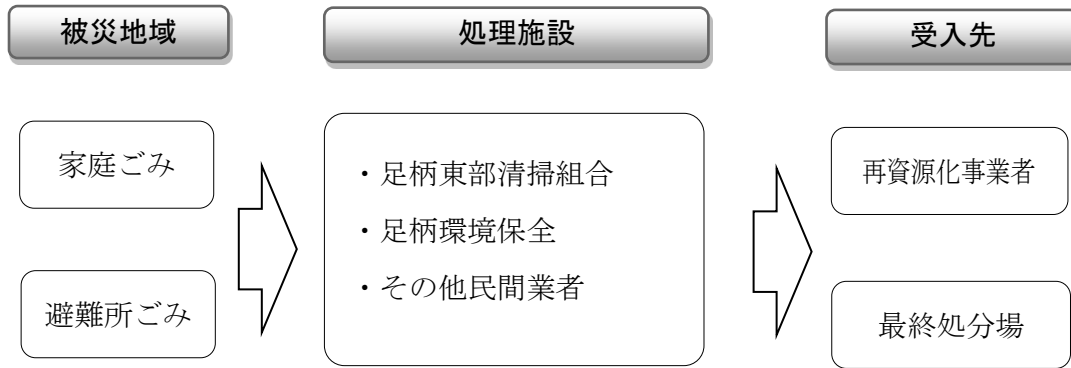 被災地域
処理施設
受入先
家庭ごみ
避難所ごみ
・足柄東部清掃組合
・足柄環境保全
・その他民間業者
再資源化事業者
最終処分場